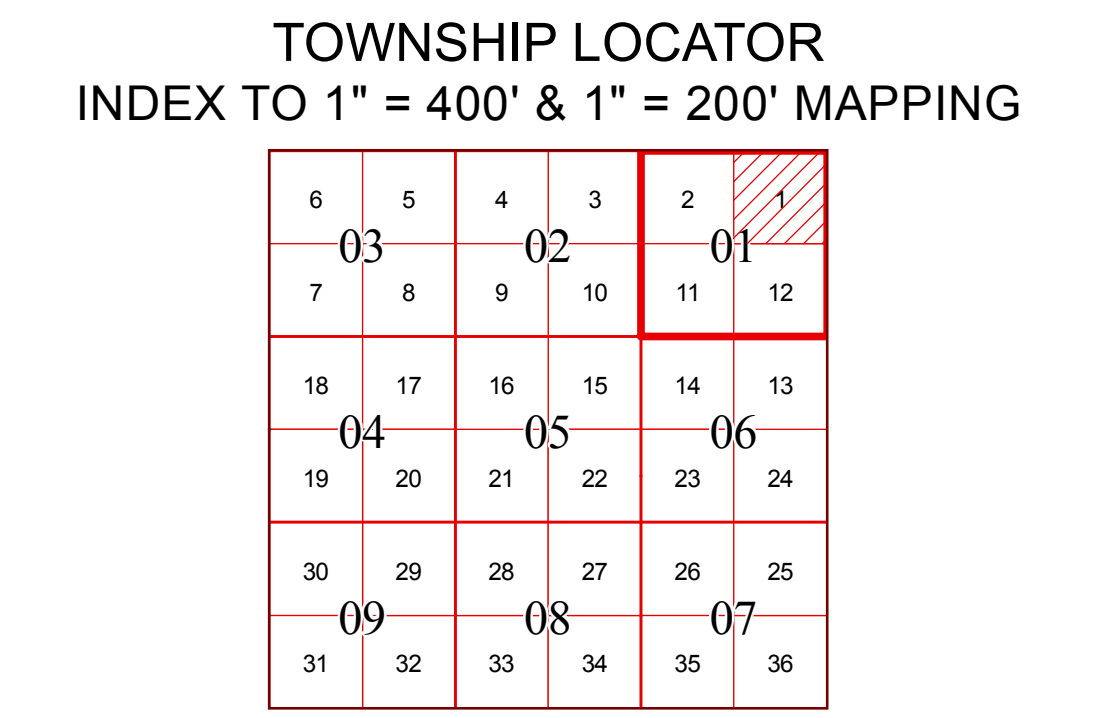 TOWNSHIP LOCATOR
INDEX TO 1" = 400' & 1" = 200' MAPPING
6 5 4 3 2 1
03 02 01
7 8 9 10 11 12
18 17 16 15 14 13
04 05 06
19 20 21 22 23 24
30 29 28 27 26 25
09 08 07
31 32 33 34 35 36